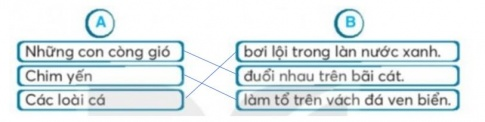 A B
Những con còng gió bơi lội trong làn nước xanh.
Chim yến đuổi nhau trên bãi cát.
Các loài cá làm tổ trên vách đá ven biển.